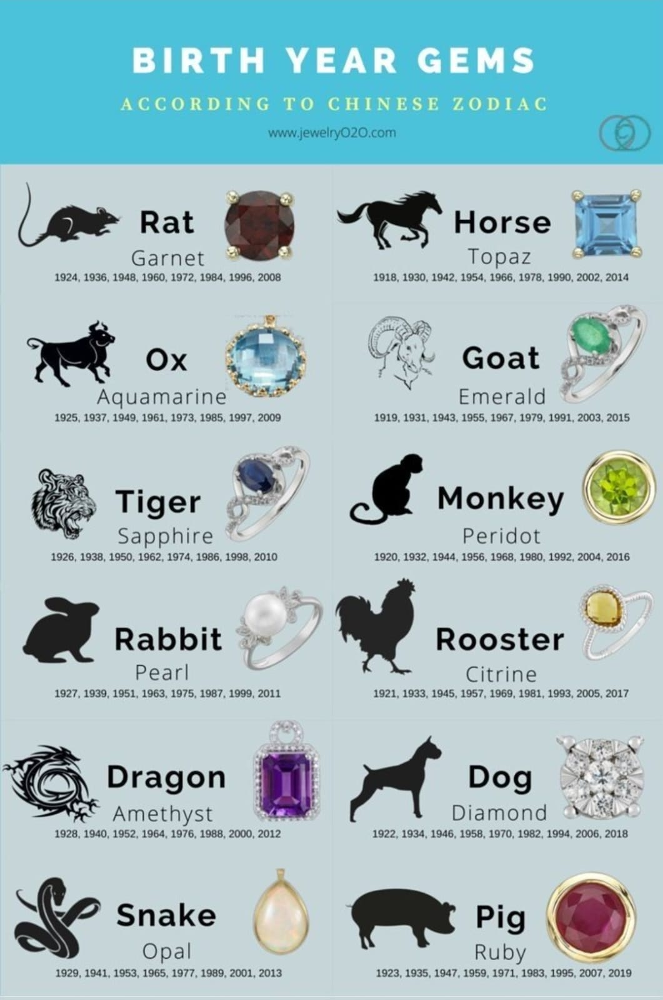 BIRTH YEAR GEMS
ACCORDING TO CHINESE ZODIAC
www.jewelryO2O.com
Rat
Garnet
1924, 1936, 1948, 1960, 1972, 1984, 1996, 2008
Horse
Topaz
1918, 1930, 1942, 1954, 1966, 1978, 1990, 2002, 2014
Ox
Aquamarine
1925, 1937, 1949, 1961, 1973, 1985, 1997, 2009
Goat
Emerald
1919, 1931, 1943, 1955, 1967, 1979, 1991, 2003, 2015
Tiger
Sapphire
1926, 1938, 1950, 1962, 1974, 1986, 1998, 2010
Monkey
Peridot
1920, 1932, 1944, 1956, 1968, 1980, 1992, 2004, 2016
Rabbit
Pearl
1927, 1939, 1951, 1963, 1975, 1987, 1999, 2011
Rooster
Citrine
1921, 1933, 1945, 1957, 1969, 1981, 1993, 2005, 2017
Dragon
Amethyst
1928, 1940, 1952, 1964, 1976, 1988, 2000, 2012
Dog
Diamond
1922, 1934, 1946, 1958, 1970, 1982, 1994, 2006, 2018
Snake
Opal
1929, 1941, 1953, 1965, 1977, 1989, 2001, 2013
Pig
Ruby
1923, 1935, 1947, 1959, 1971, 1983, 1995, 2007, 2019